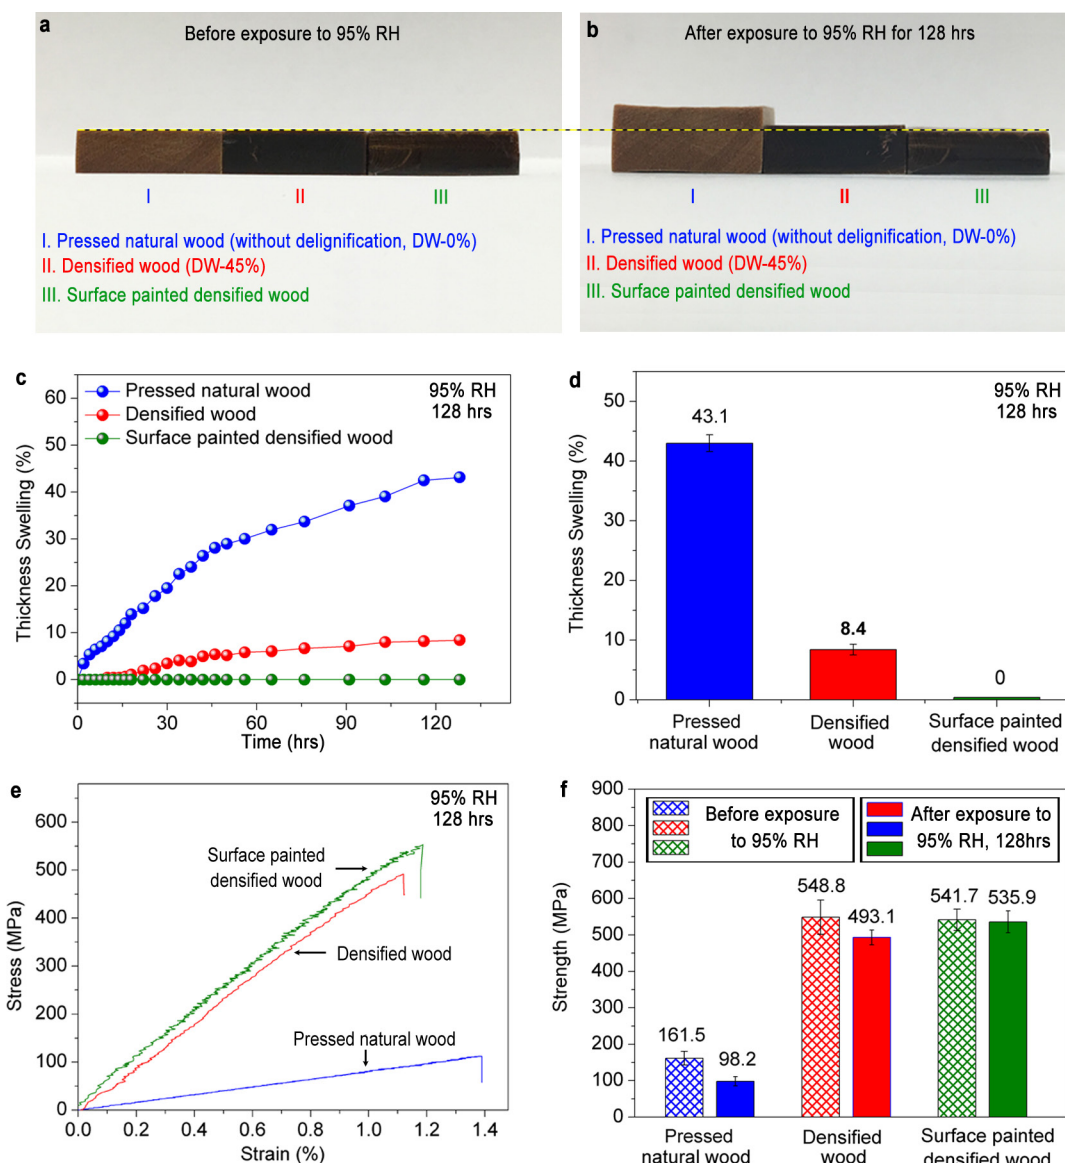 a
Before exposure to 95% RH
I
II
III
I. Pressed natural wood (without delignification, DW-0%)
II. Densified wood (DW-45%)
III. Surface painted densified wood
b
After exposure to 95% RH for 128 hrs
I
II
III
I. Pressed natural wood (without delignification, DW-0%)
II. Densified wood (DW-45%)
III. Surface painted densified wood
c
Pressed natural wood
Densified wood
Surface painted densified wood
95% RH
128 hrs
Thickness Swelling (%)
60
50
40
30
20
10
0
0 30 60 90 120
Time (hrs)
d
95% RH
128 hrs
Thickness Swelling (%)
50
40
30
20
10
0
43.1
8.4
0
Pressed
natural wood
Densified
wood
Surface painted
densified wood
e
95% RH
128 hrs
Stress (MPa)
600
500
400
300
200
100
0
Surface painted
densified wood
Densified wood
Pressed natural wood
0.0 0.2 0.4 0.6 0.8 1.0 1.2 1.4
Strain (%)
f
Before exposure
to 95% RH
After exposure to
95% RH, 128hrs
Strength (MPa)
900
800
700
600
500
400
300
200
100
0
161.5
98.2
548.8
493.1
541.7
535.9
Pressed
natural wood
Densified
wood
Surface painted
densified wood